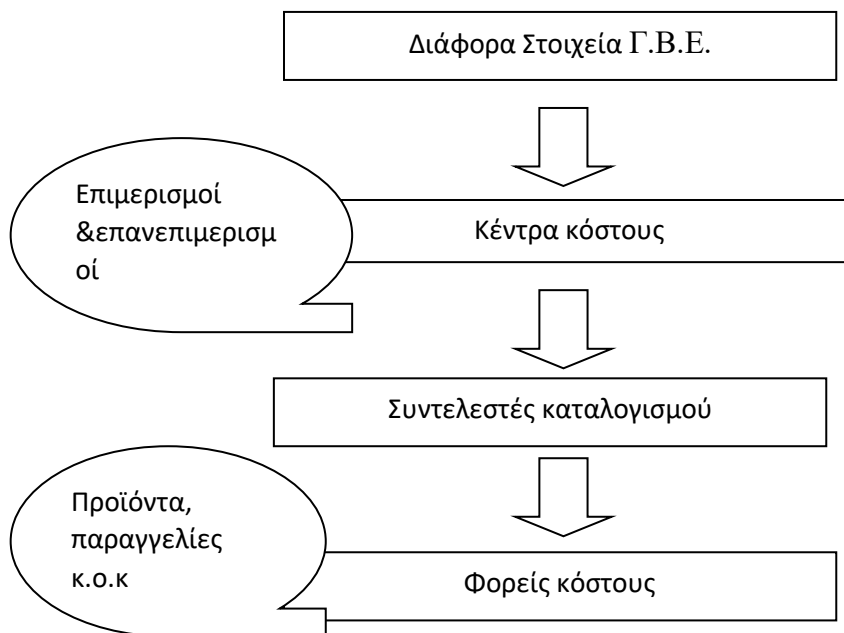 Διάφορα Στοιχεία Γ.Β.Ε.
Επιμερισμοί
&επανεπιμερισμ
οί
Κέντρα κόστους
Συντελεστές καταλογισμού
Προϊόντα,
παραγγελίες
κ.ο.κ
Φορείς κόστους